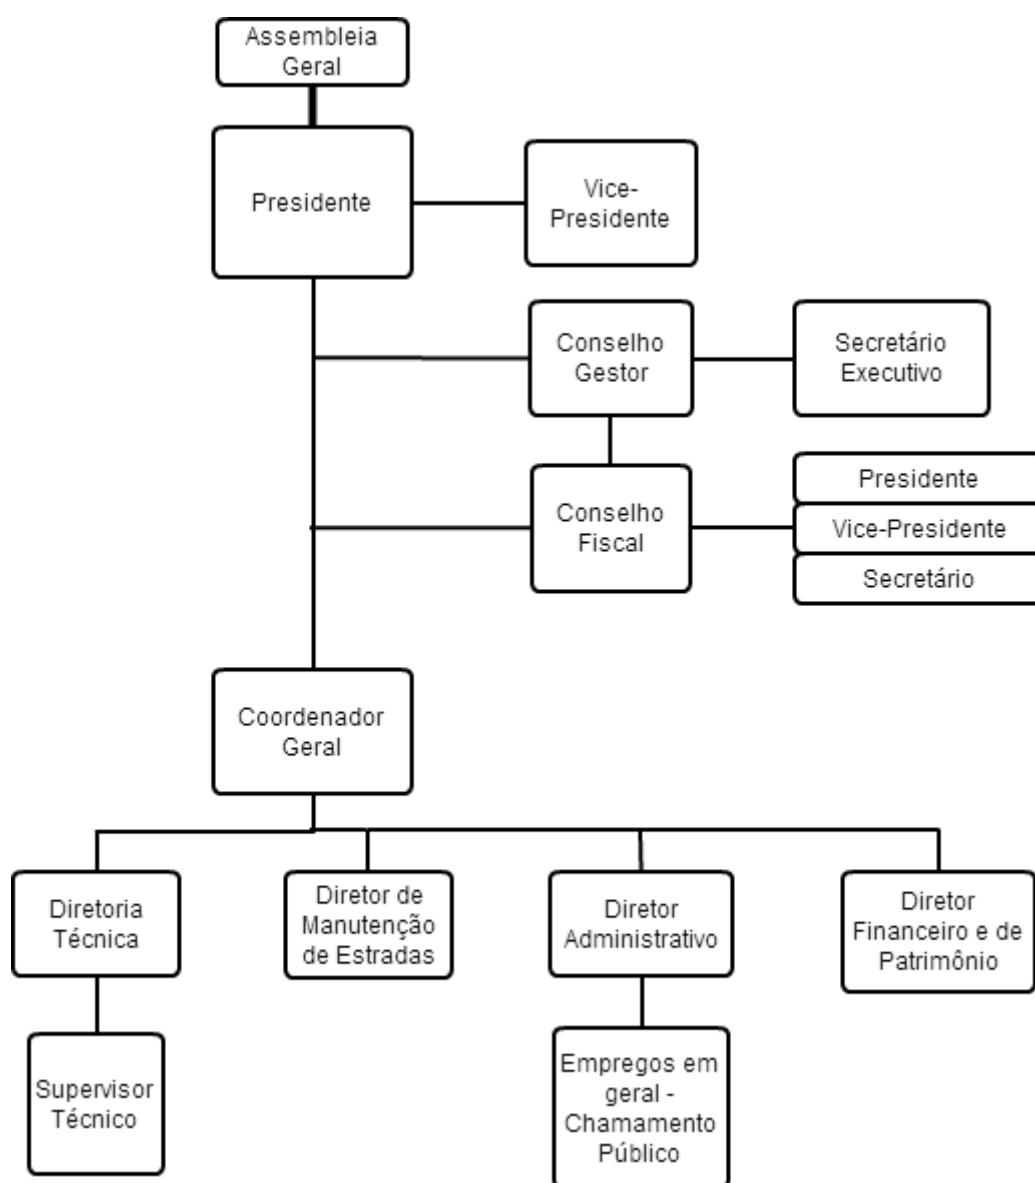 Assembleia
Geral
Presidente
Vice-
Presidente
Conselho
Gestor
Secretário
Executivo
Conselho
Fiscal
Presidente
Vice-Presidente
Secretário
Coordenador
Geral
Diretoria
Técnica
Diretor de
Manutenção
de Estradas
Diretor
Administrativo
Diretor
Financeiro e de
Patrimônio
Supervisor
Técnico
Empregos em
geral -
Chamamento
Público